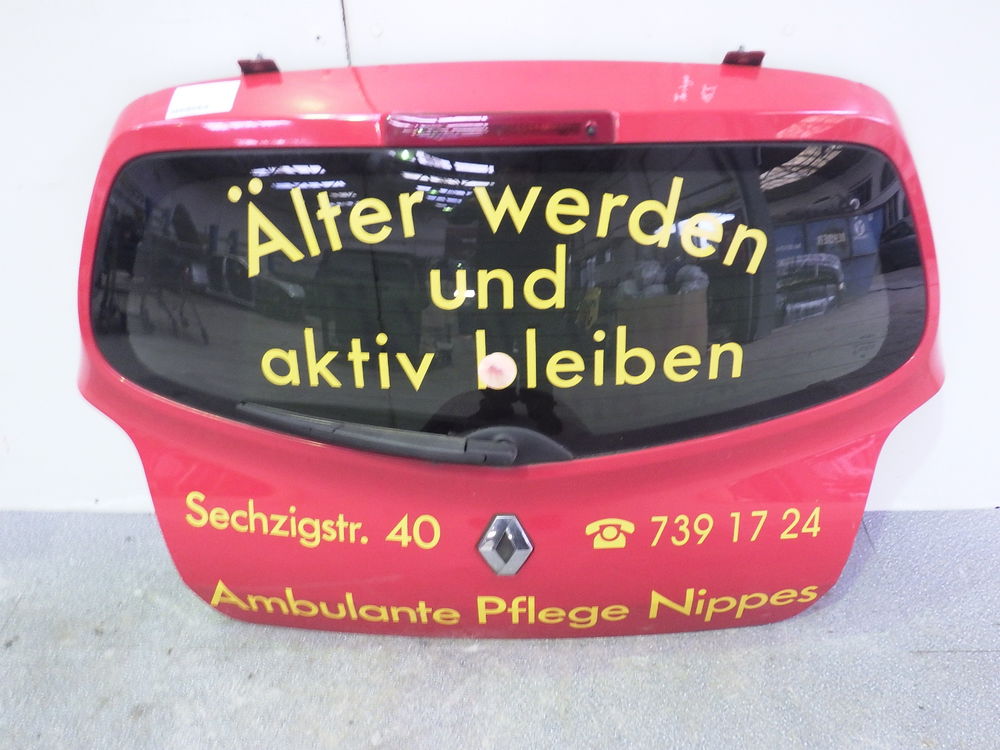 Älter werden
und
aktiv bleiben
Sechzigstr. 40
☎ 739 17 24
Ambulante Pflege Nippes